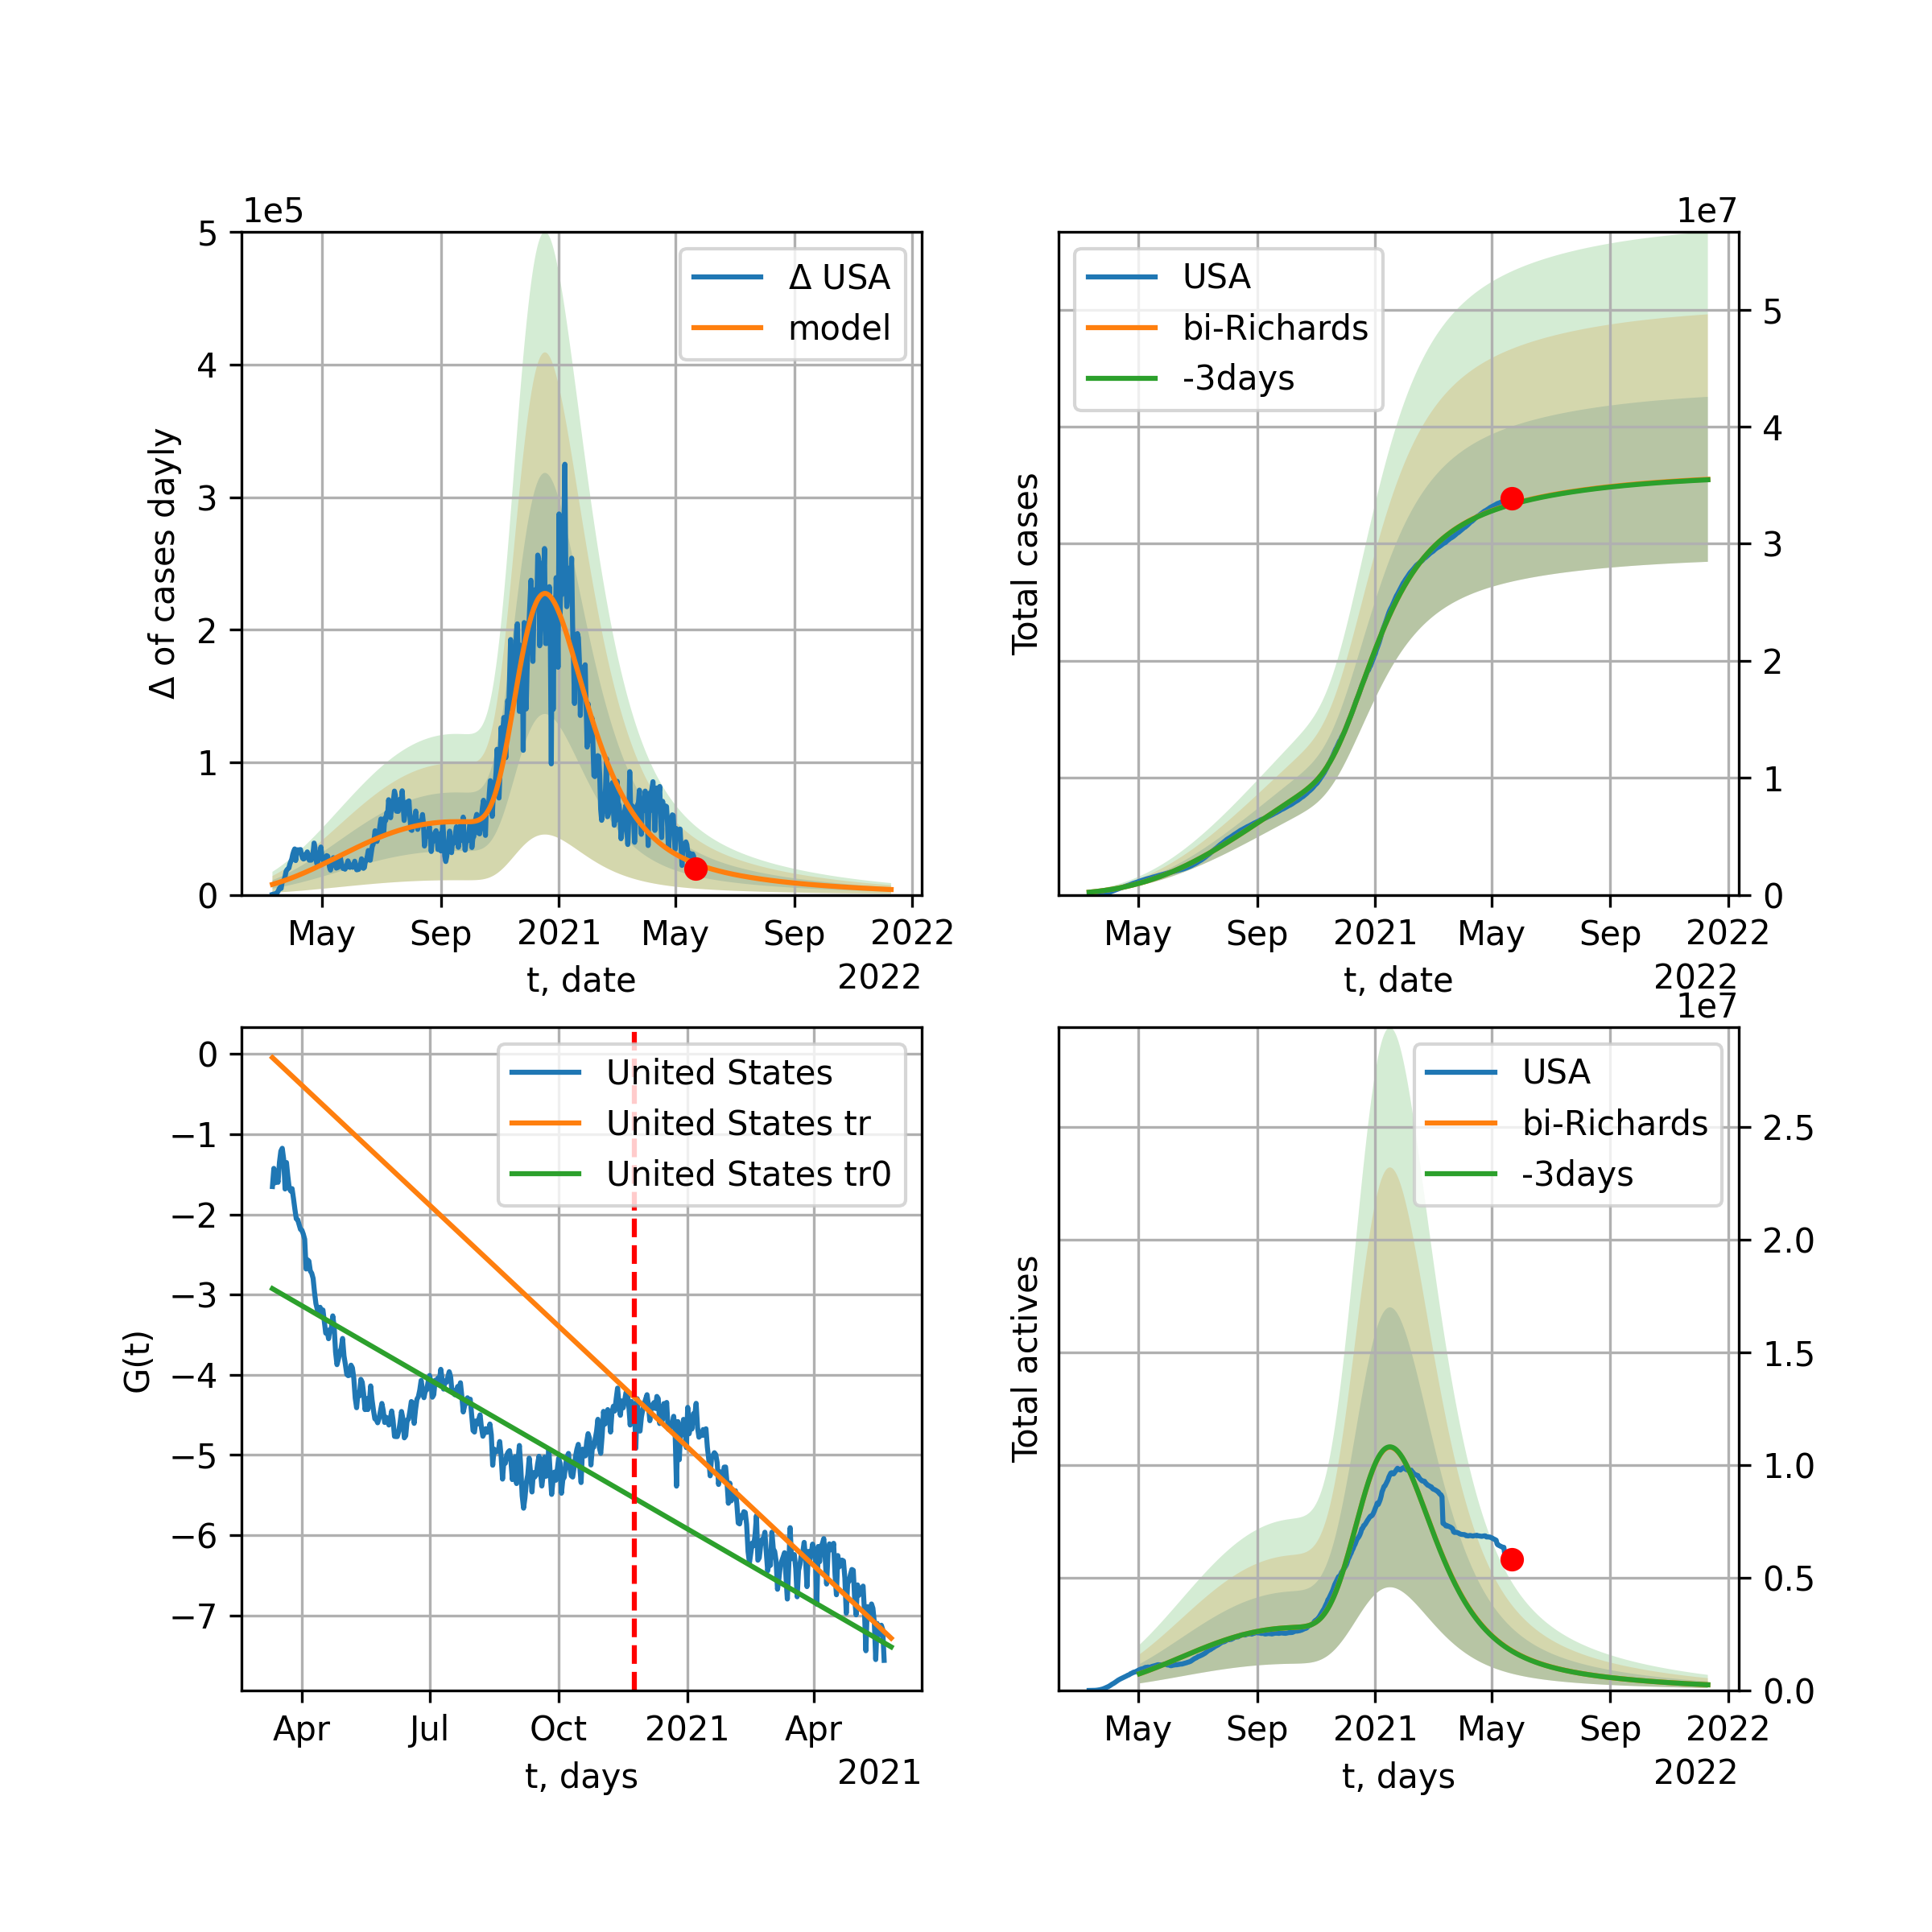 1e5
5
4
3
2
1
0
Δ of cases dayly
Δ USA
model
May Sep 2021 May Sep 2022
t, date
2022
1e7
USA
bi-Richards
-3days
Total cases
5
4
3
2
1
0
May Sep 2021 May Sep 2022
t, date
2022
0
−1
−2
−3
−4
−5
−6
−7
G(t)
United States
United States tr
United States tr0
Apr Jul Oct 2021 Apr
t, days
2021
1e7
USA
bi-Richards
-3days
Total actives
2.5
2.0
1.5
1.0
0.5
0.0
May Sep 2021 May Sep 2022
t, days
2022